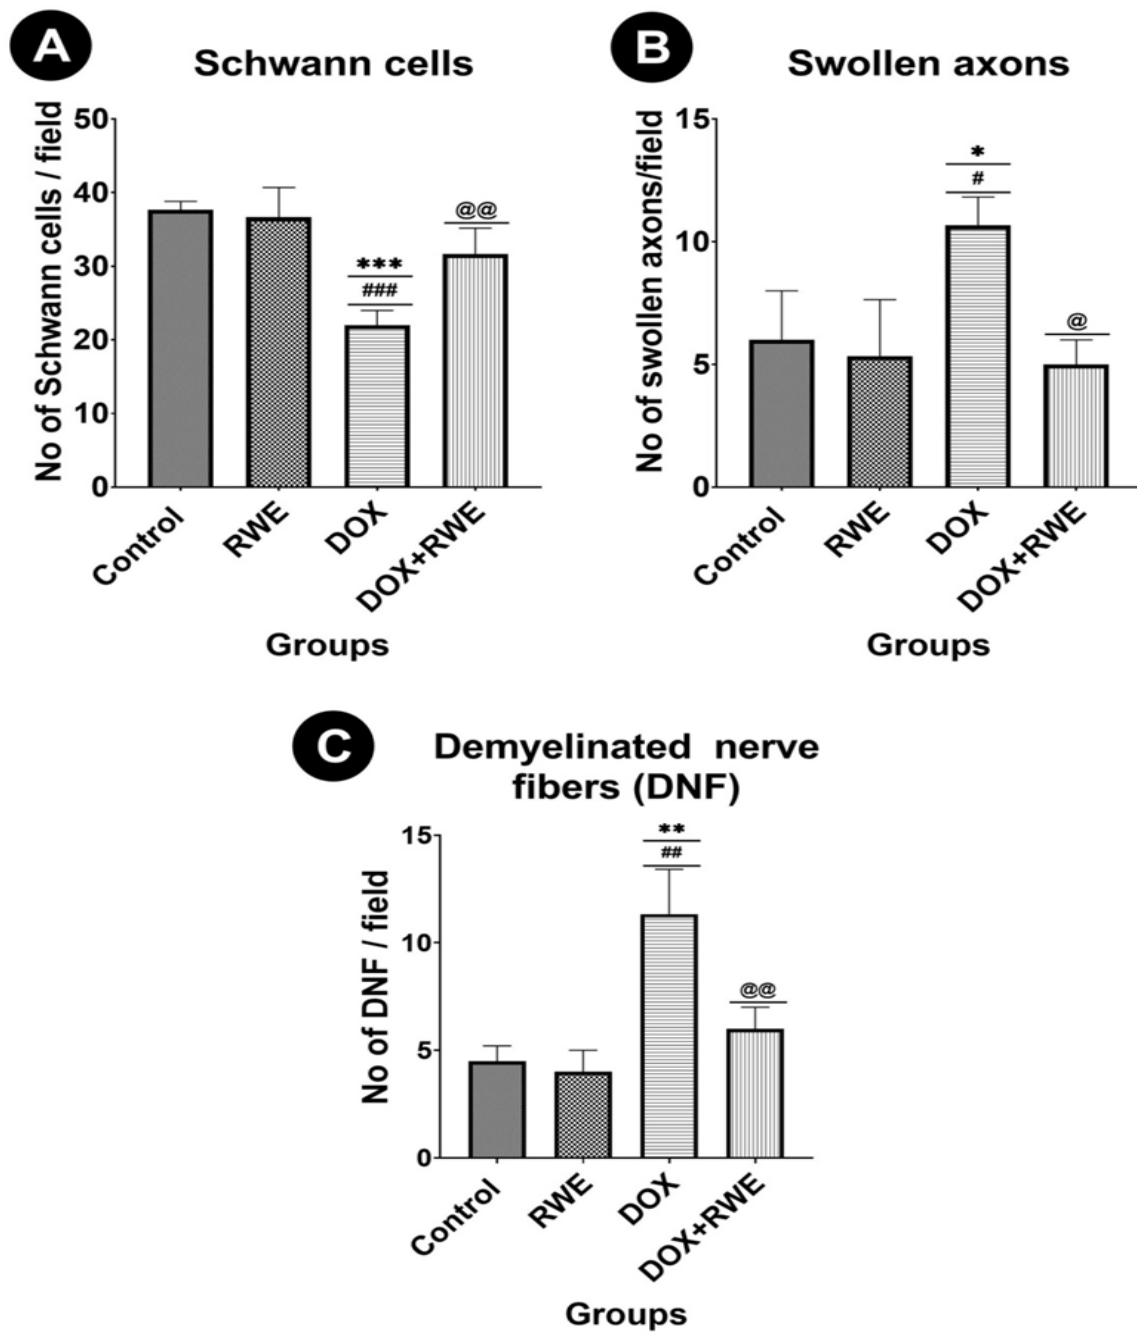 A
Schwann cells
No of Schwann cells / field
50
40
30
20
10
0
***
###
@@
Control
RWE
DOX
DOX+RWE
Groups
B
Swollen axons
No of swollen axons/field
15
10
5
0
*
#
@
Control
RWE
DOX
DOX+RWE
Groups
C
Demyelinated nerve
fibers (DNF)
No of DNF / field
15
10
5
0
**
##
@@
Control
RWE
DOX
DOX+RWE
Groups